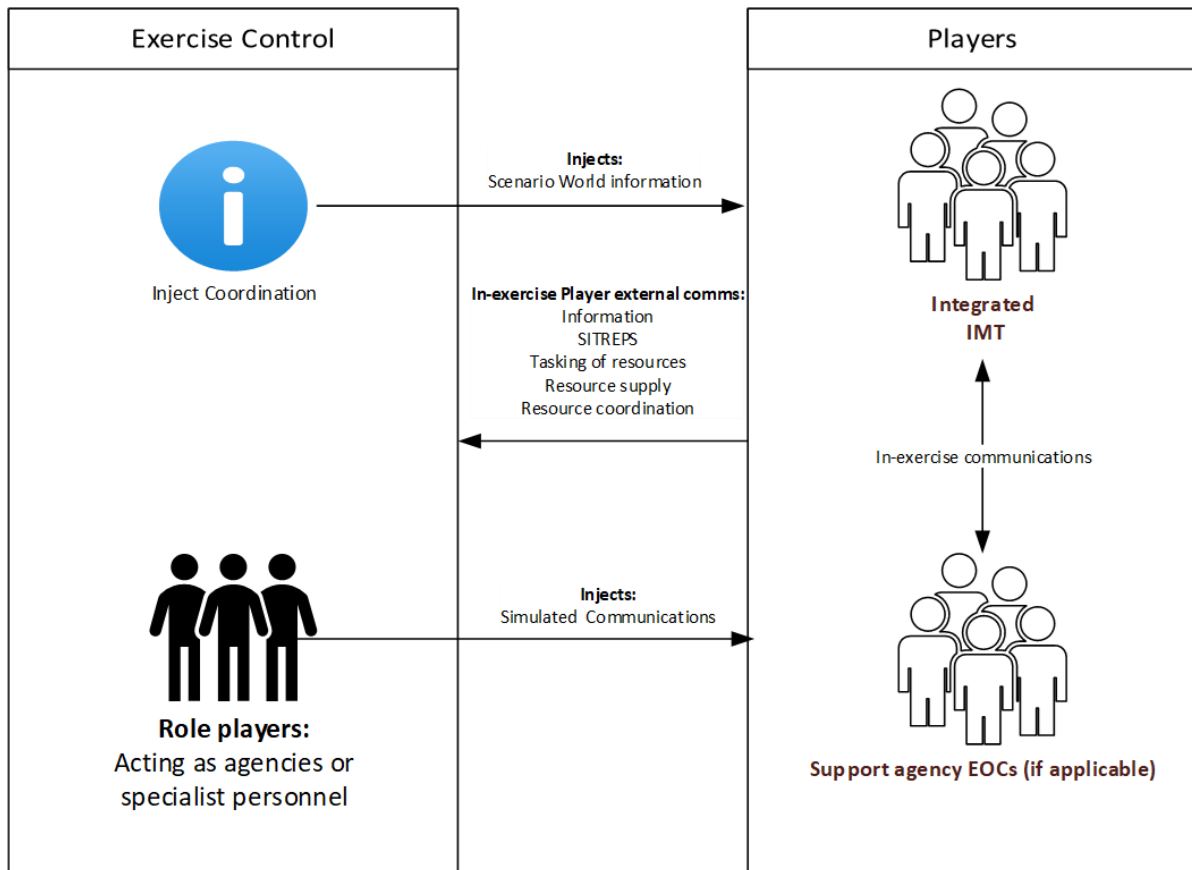 Exercise Control
Players
Injects:
Scenario World information
Inject Coordination
In-exercise Player external comms:
Information
SITREPS
Tasking of resources
Resource supply
Resource coordination
Integrated
IMT
In-exercise communications
Injects:
Simulated Communications
Role players:
Acting as agencies or
specialist personnel
Support agency EOCs (if applicable)